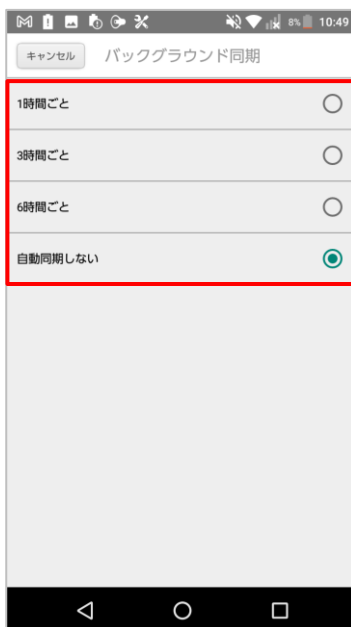 8% 10:49
キャンセル バックグラウンド同期
1時間ごと
3時間ごと
6時間ごと
自動同期しない